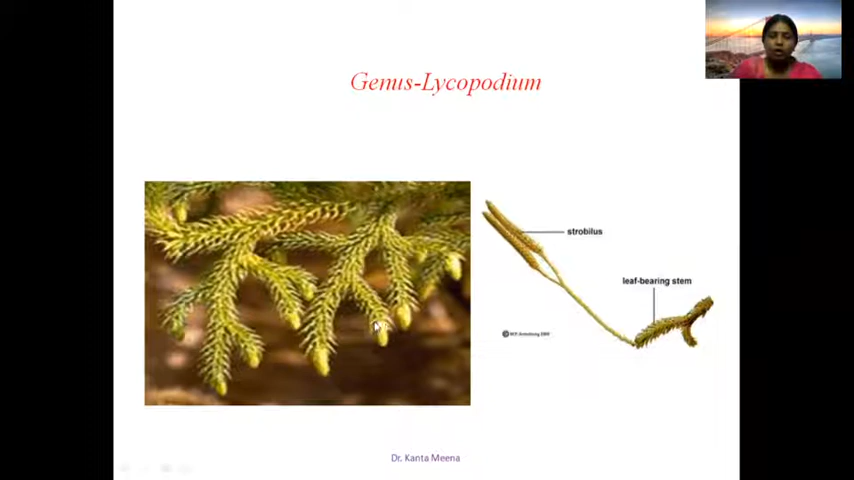 Genus-Lycopodium
strobilus
leaf-bearing stem
Dr. Kanta Meena